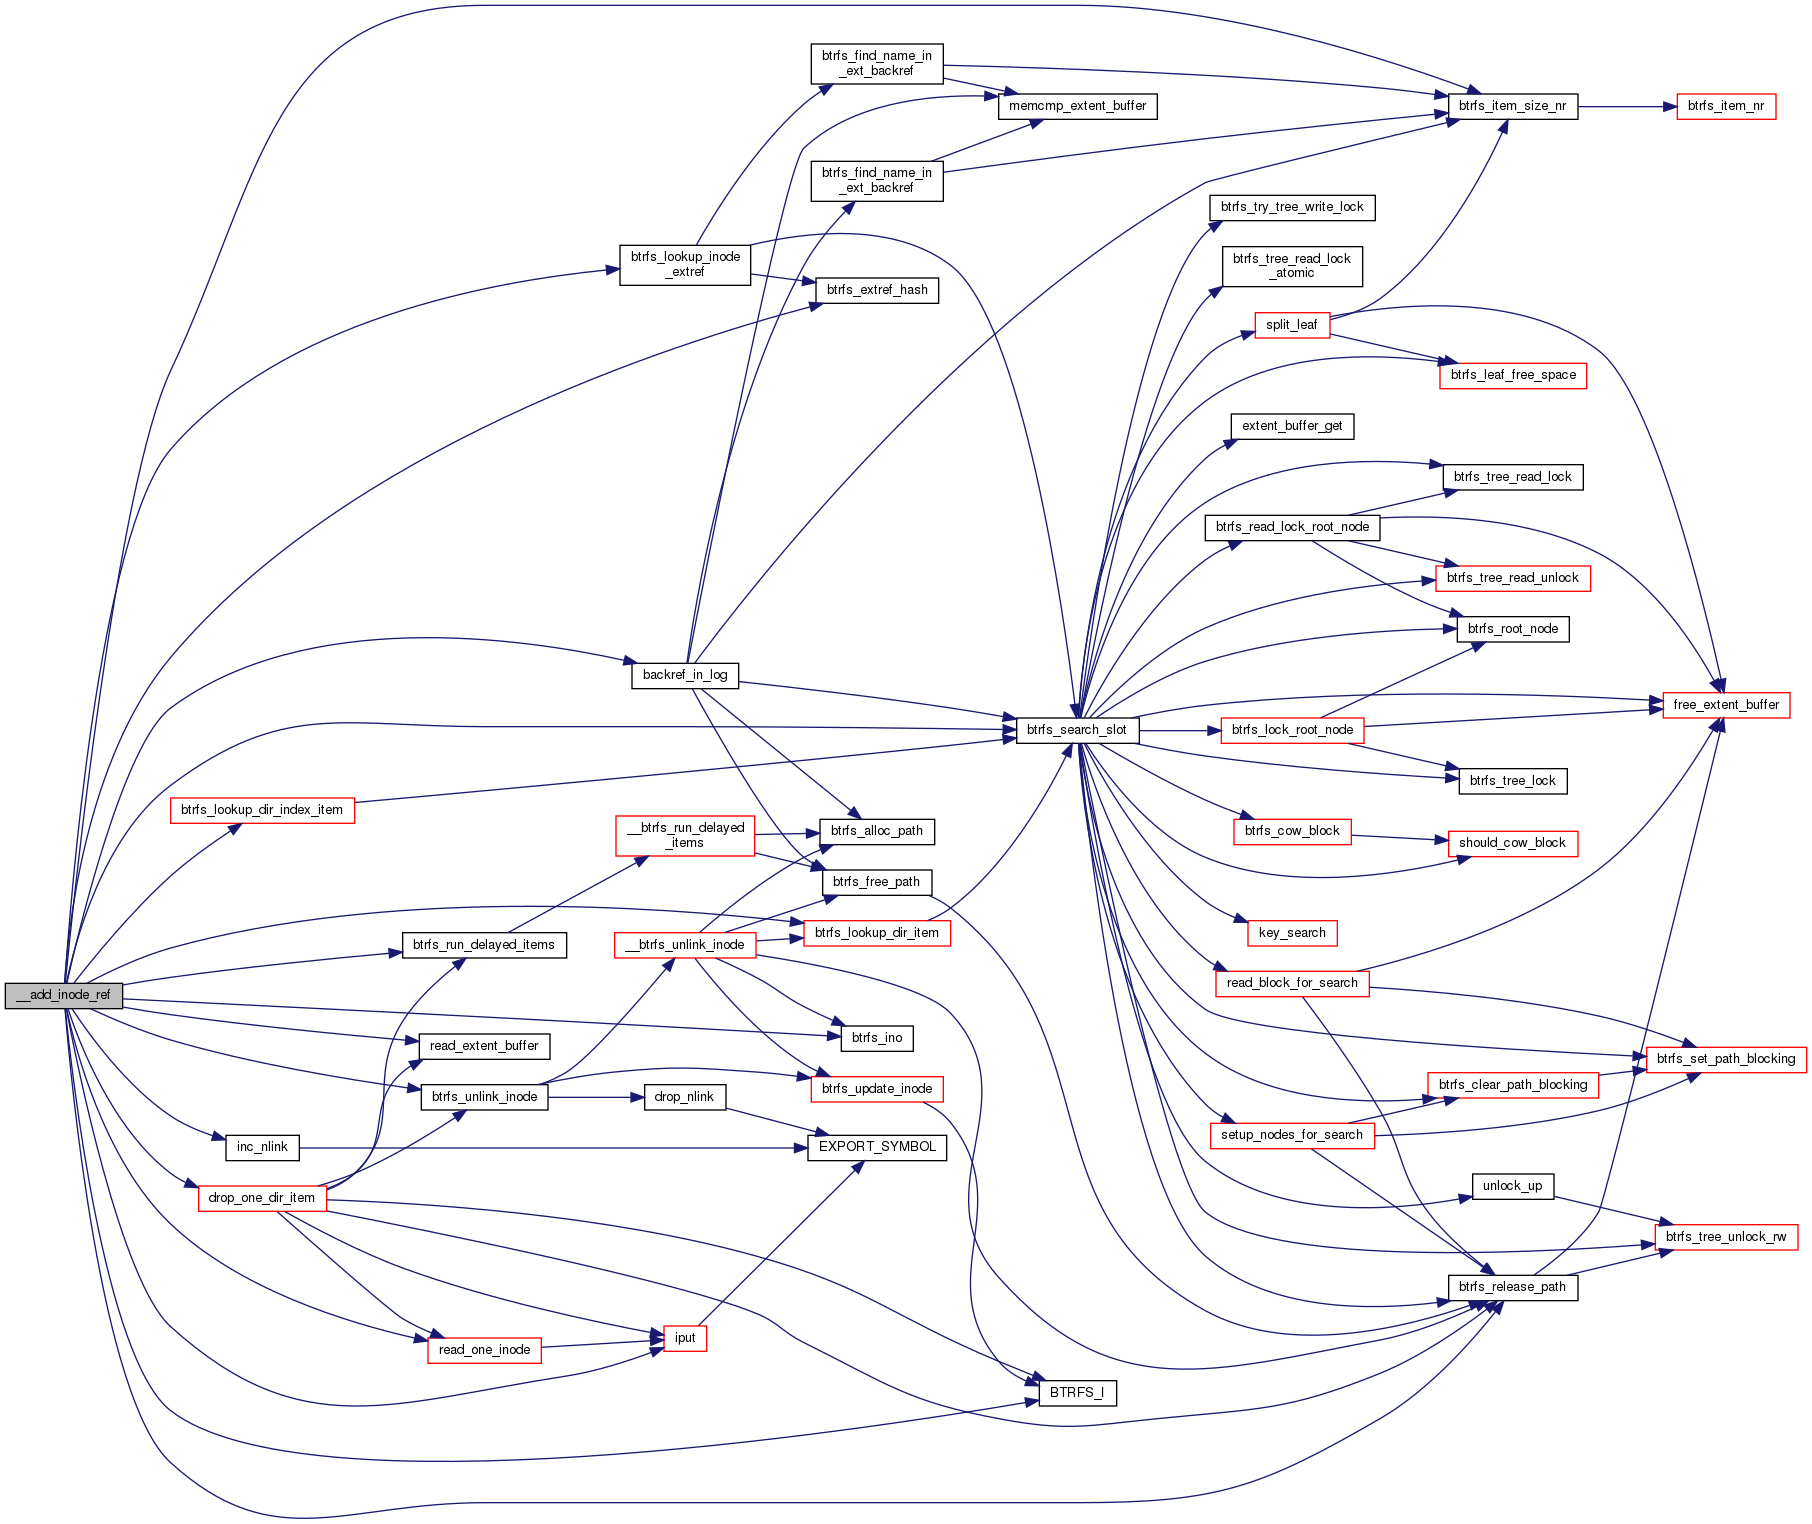 btrfs_find_name_in
_ext_backref
memcmp_extent_buffer
btrfs_item_size_nr
btrfs_item_nr
btrfs_find_name_in
_ext_backref
btrfs_try_tree_write_lock
btrfs_lookup_inode
_extref
btrfs_tree_read_lock
_atomic
btrfs_extref_hash
split_leaf
btrfs_leaf_free_space
extent_buffer_get
btrfs_tree_read_lock
btrfs_read_lock_root_node
btrfs_tree_read_unlock
btrfs_root_node
backref_in_log
free_extent_buffer
btrfs_search_slot
btrfs_lock_root_node
btrfs_tree_lock
btrfs_lookup_dir_index_item
__btrfs_run_delayed
_items
btrfs_alloc_path
btrfs_cow_block
should_cow_block
btrfs_free_path
btrfs_lookup_dir_item
key_search
btrfs_run_delayed_items
__btrfs_unlink_inode
read_block_for_search
__add_inode_ref
btrfs_ino
read_extent_buffer
btrfs_set_path_blocking
btrfs_update_inode
btrfs_clear_path_blocking
btrfs_unlink_inode
drop_nlink
setup_nodes_for_search
inc_nlink
EXPORT_SYMBOL
unlock_up
drop_one_dir_item
btrfs_tree_unlock_rw
btrfs_release_path
iput
read_one_inode
BTRFS_I